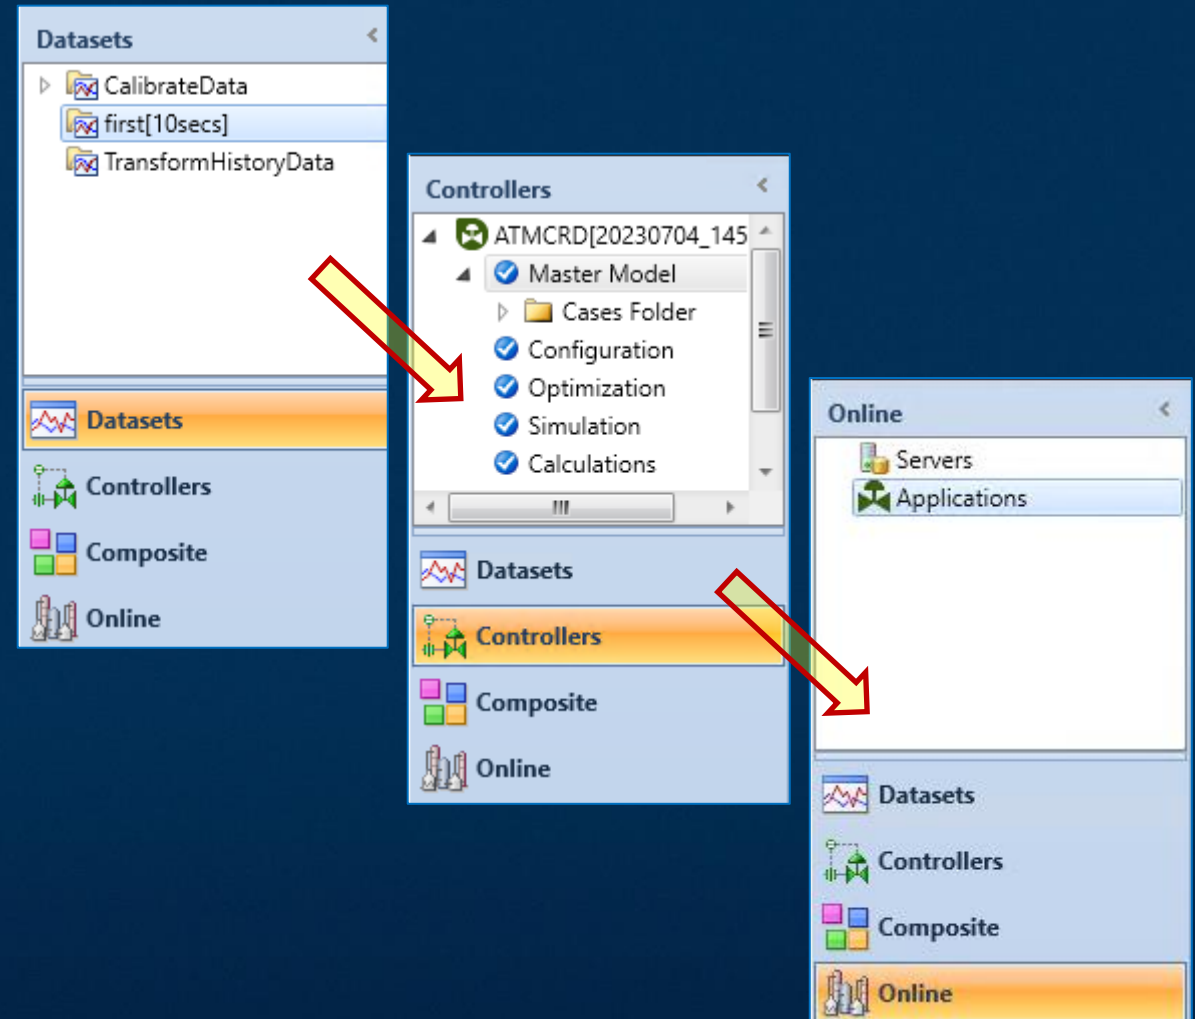 Datasets
CalibrateData
first[10secs]
TransformHistoryData
Datasets
Controllers
Composite
Online
Controllers
ATMCRD[20230704_145
Master Model
Cases Folder
Configuration
Optimization
Simulation
Calculations
Datasets
Controllers
Composite
Online
Online
Servers
Applications
Datasets
Controllers
Composite
Online